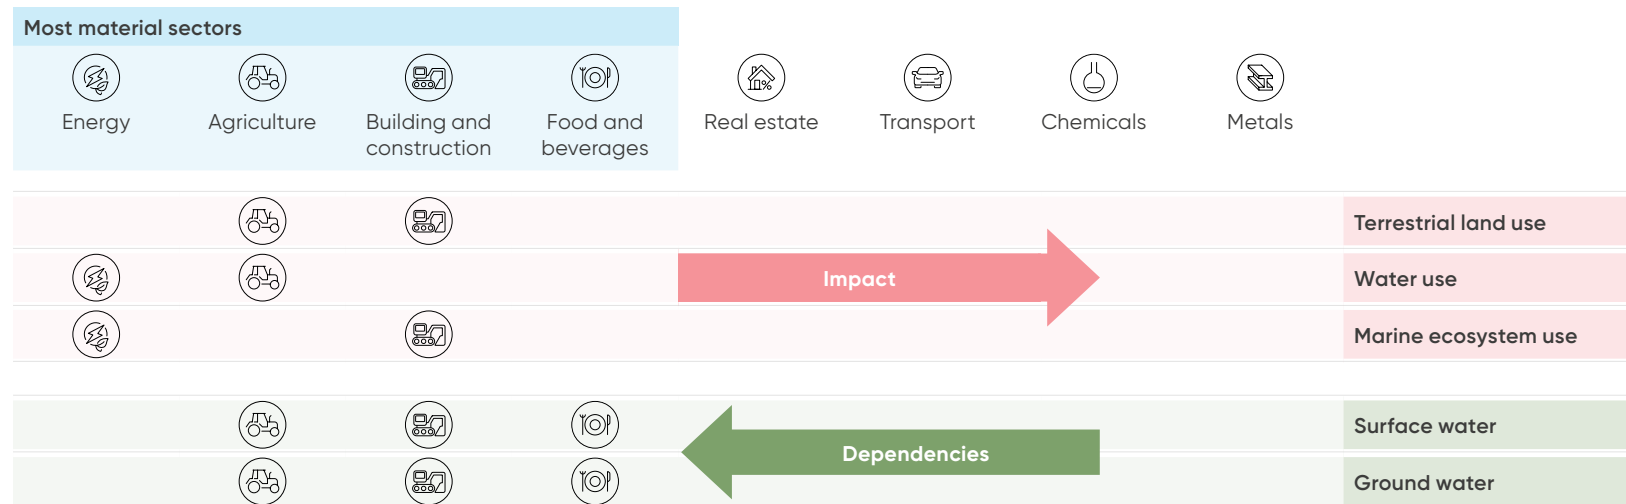 Most material sectors
Energy
Agriculture
Building and
construction
Food and
beverages
Real estate
Transport
Chemicals
Metals
Terrestrial land use
Impact
Water use
Marine ecosystem use
Surface water
Dependencies
Ground water